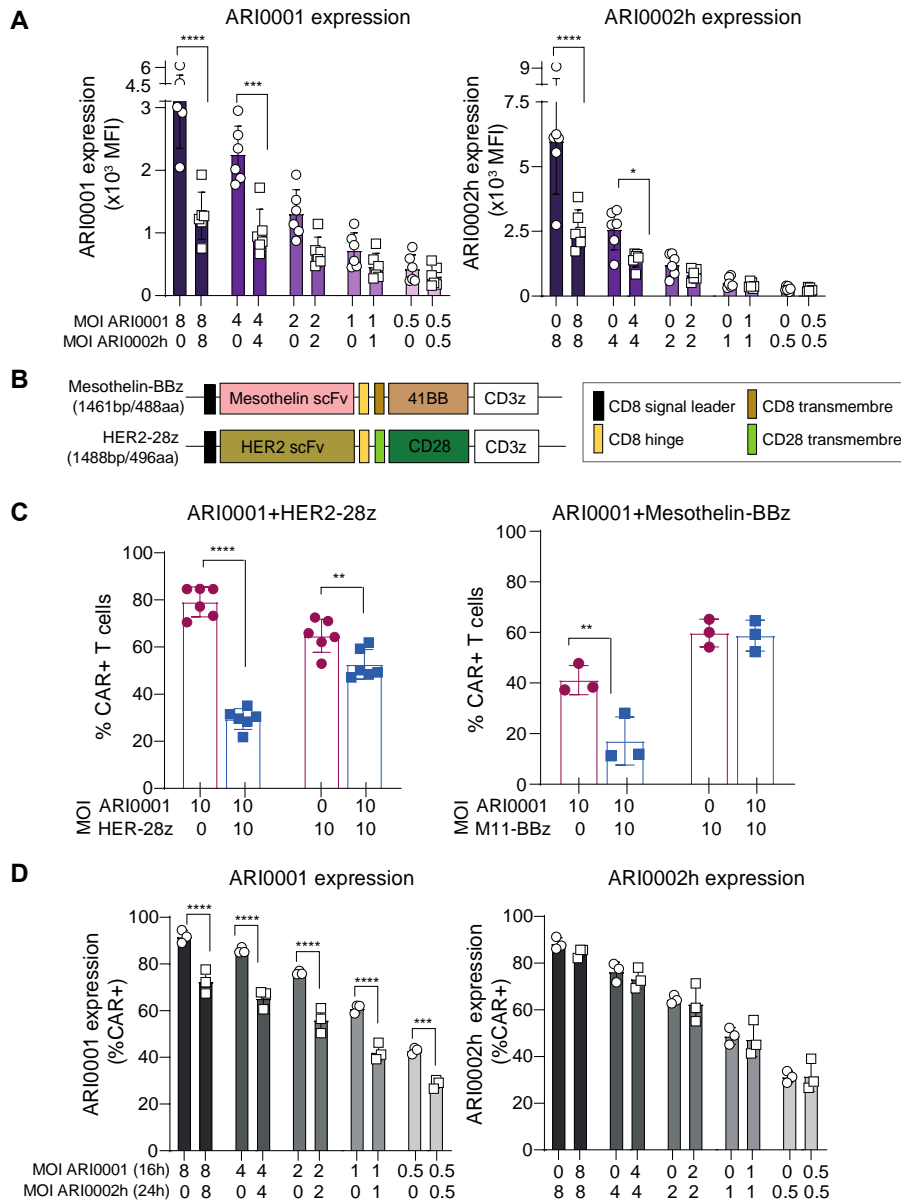 A
ARI0001 expression
ARI0002h expression
ARI0001 expression
(x10³ MFI)
6
4.5
3
2
1
0
****
***
MOI ARI0001 8 8 4 4 2 2 1 1 0.5 0.5
MOI ARI0002h 0 8 0 4 0 2 0 1 0 0.5
ARI0002h expression
(x10³ MFI)
9
7.5
5
2.5
0
****
*
0 8 0 4 0 2 0 1 0 0.5
8 8 4 4 2 2 1 1 0.5 0.5
B
Mesothelin-BBz
(1461bp/488aa)
Mesothelin scFv 41BB CD3z
HER2-28z
(1488bp/496aa)
HER2 scFv CD28 CD3z
CD8 signal leader CD8 transmembre
CD8 hinge CD28 transmembre
C
ARI0001+HER2-28z
ARI0001+Mesothelin-BBz
% CAR+ T cells
100
80
60
40
20
0
****
**
MOI
ARI0001 10 10 0 10
HER-28z 0 10 10 10
% CAR+ T cells
100
80
60
40
20
0
**
MOI
ARI0001 10 10 0 10
M11-BBz 0 10 10 10
D
ARI0001 expression
ARI0002h expression
ARI0001 expression
(%CAR+)
100
80
60
40
20
0
****
****
****
****
***
MOI ARI0001 (16h) 8 8 4 4 2 2 1 1 0.5 0.5
MOI ARI0002h (24h) 0 8 0 4 0 2 0 1 0 0.5
ARI0002h expression
(%CAR+)
100
80
60
40
20
0
0 8 0 4 0 2 0 1 0 0.5
8 8 4 4 2 2 1 1 0.5 0.5